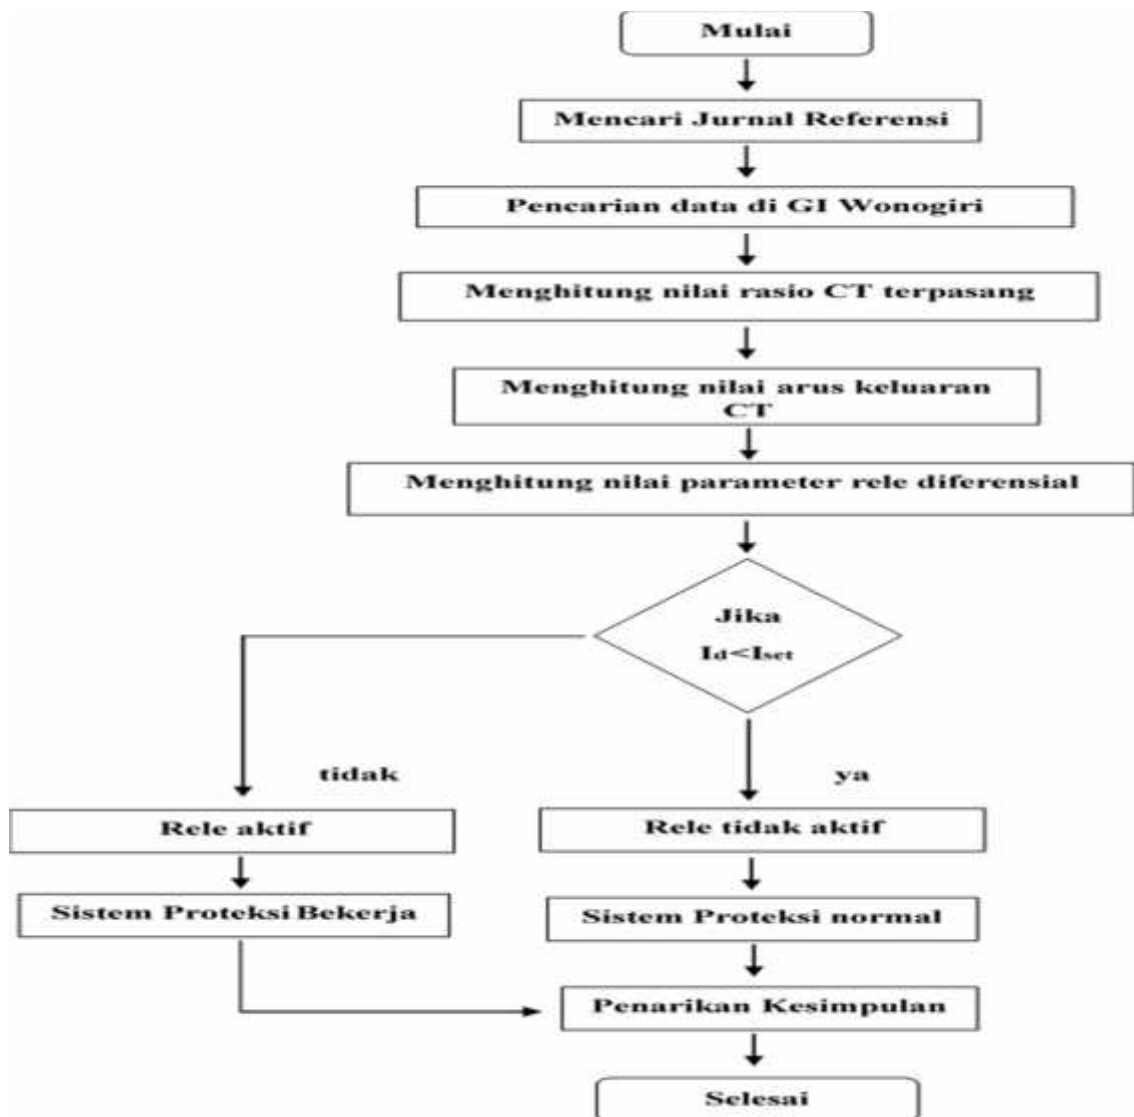 Mulai
Mencari Jurnal Referensi
Pencarian data di GI Wonogiri
Menghitung nilai rasio CT terpasang
Menghitung nilai arus keluaran
CT
Menghitung nilai parameter rele diferensial
Jika
Id<Iset
tidak
ya
Rele aktif
Rele tidak aktif
Sistem Proteksi Bekerja
Sistem Proteksi normal
Penarikan Kesimpulan
Selesai